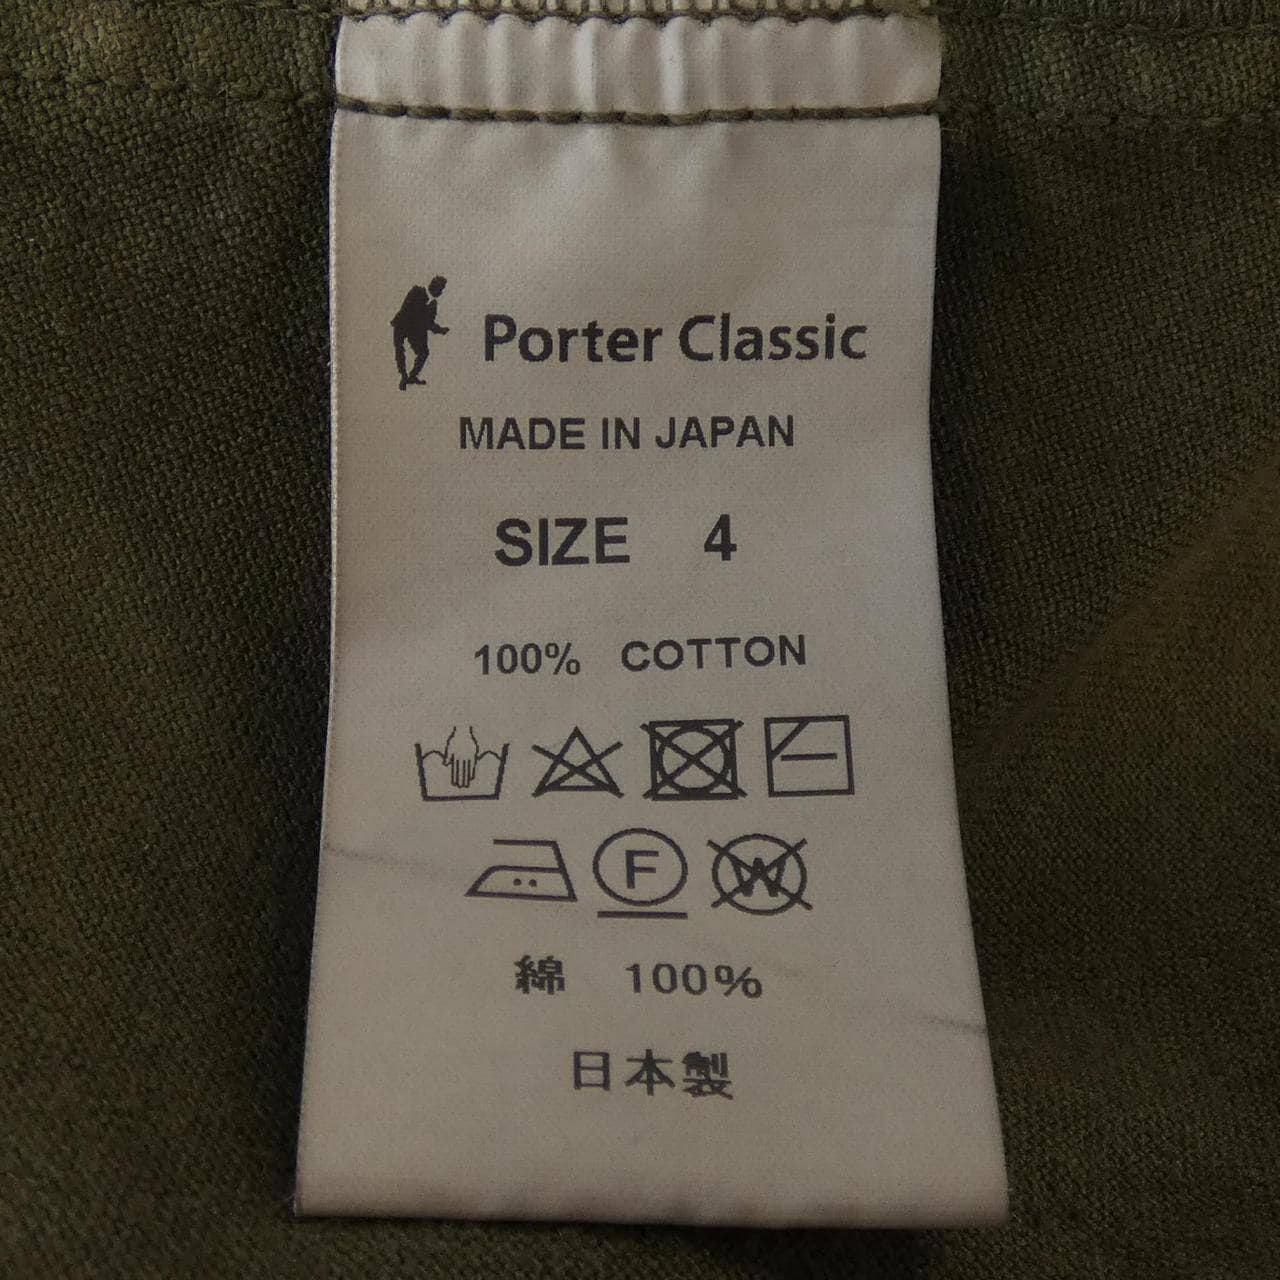 Porter Classic
MADE IN JAPAN
SIZE 4
100% COTTON
F W
綿 100%
日本製